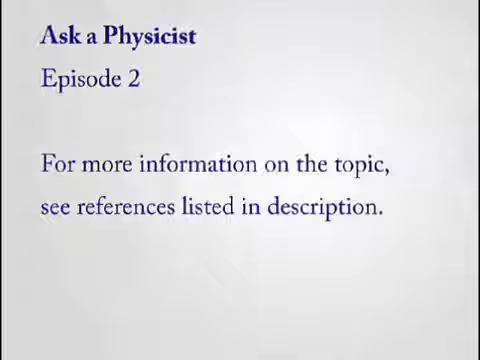 Ask a Physicist
Episode 2
For more information on the topic,
see references listed in description.